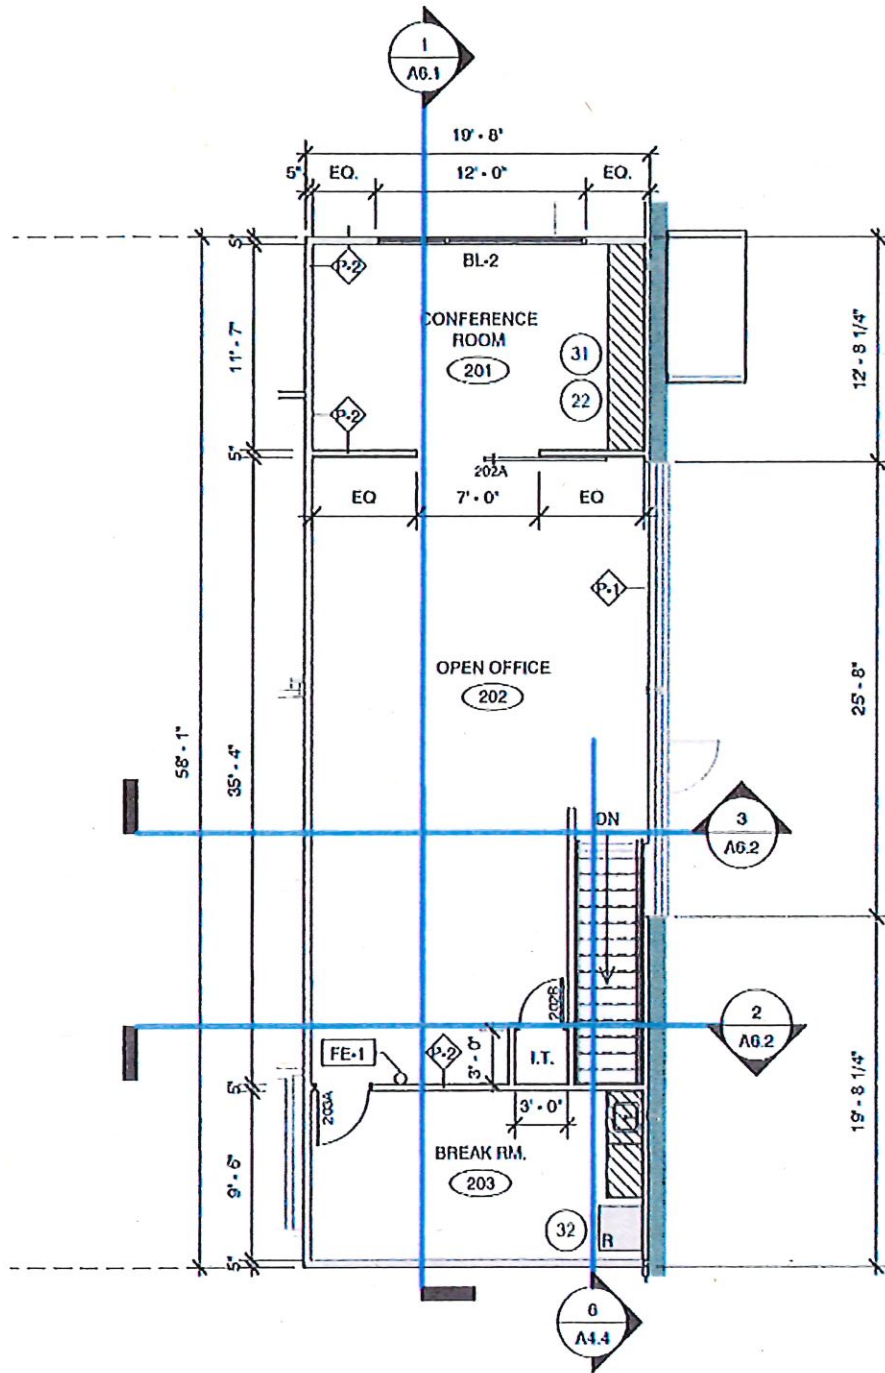 1
A6.1
19' - 8"
5"
EQ.
12' - 0"
EQ.
5"
P-2
BL-2
CONFERENCE
ROOM
201
31
22
11' - 7"
12' - 8 1/4"
P-2
5"
202A
EQ
7' - 0"
EQ
P-1
OPEN OFFICE
202
58' - 1"
35' - 4"
25' - 8"
DN
3
A6.2
202B
2
A6.2
FE-1
P-2
3' - 0"
I.T.
203A
3' - 0"
19' - 8 1/4"
BREAK RM.
203
9' - 6"
32
R
5"
6
A4.4